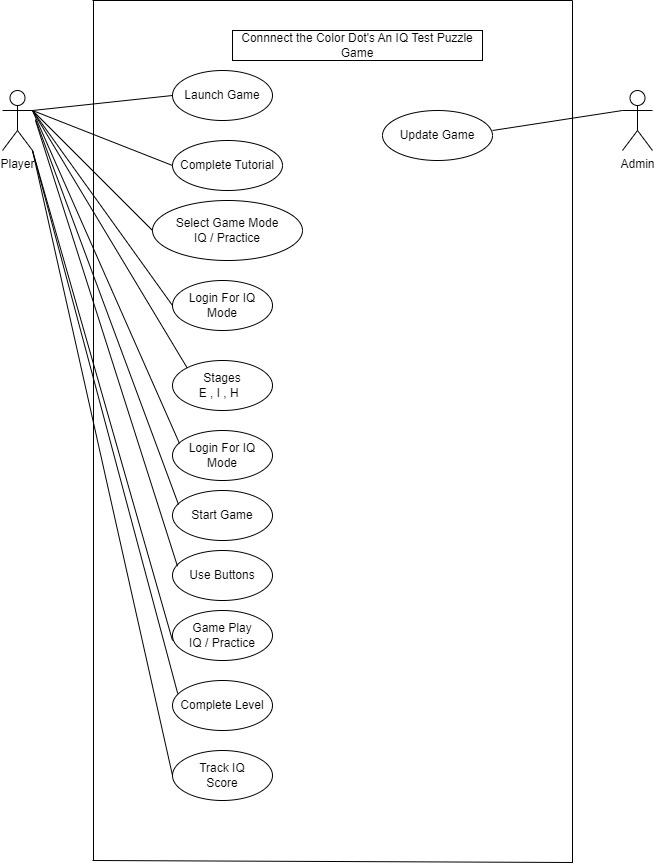 Connnect the Color Dot's An IQ Test Puzzle
Game
Launch Game
Update Game
Player
Complete Tutorial
Admin
Select Game Mode
IQ / Practice
Login For IQ
Mode
Stages
E , I , H
Login For IQ
Mode
Start Game
Use Buttons
Game Play
IQ / Practice
Complete Level
Track IQ
Score